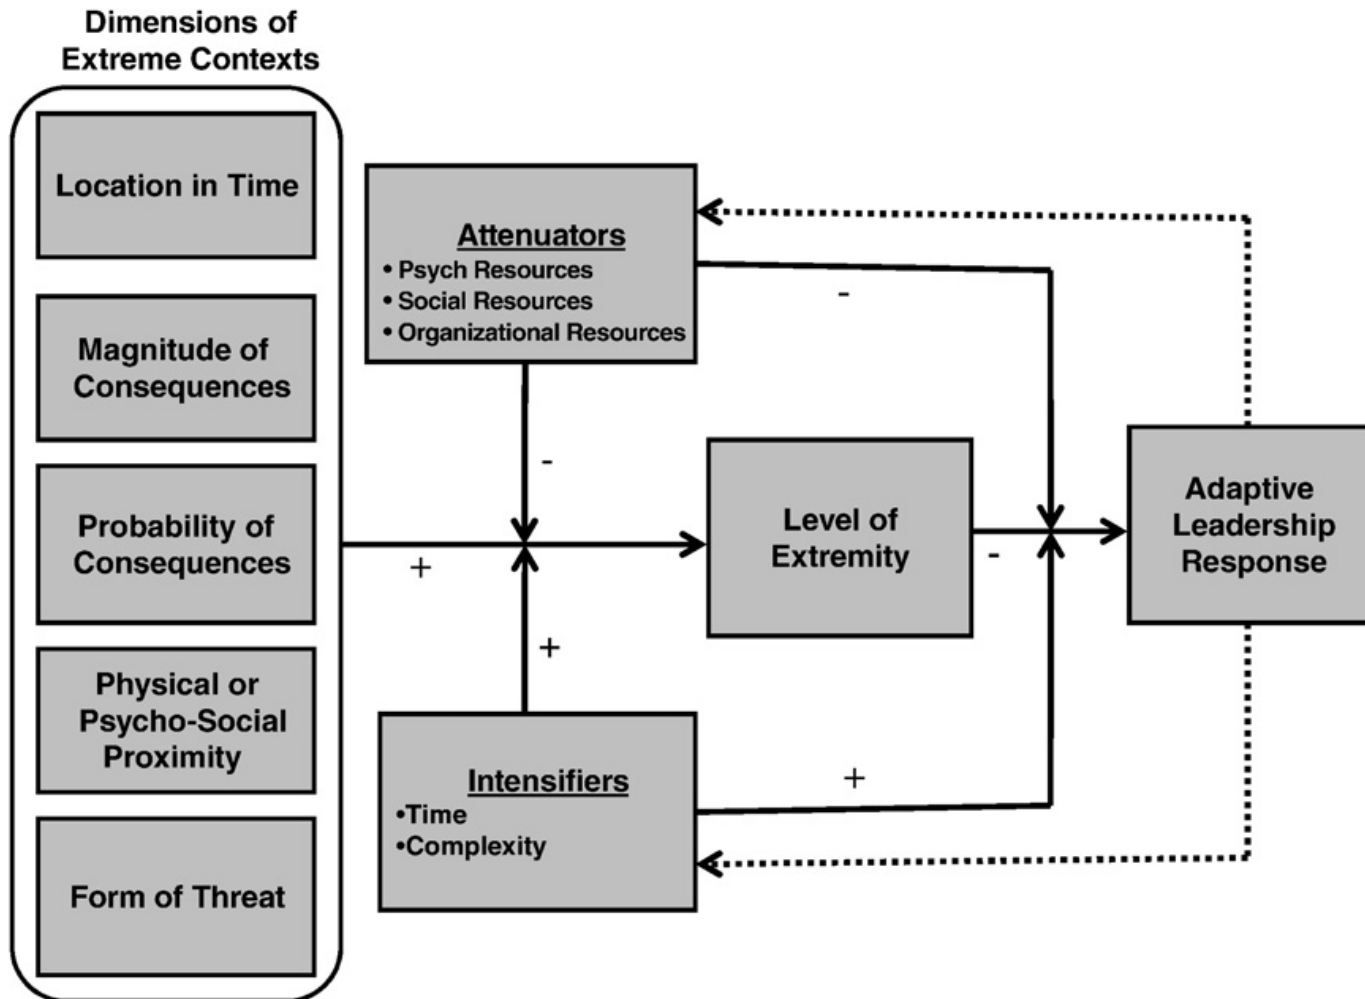 Dimensions of
Extreme Contexts
Location in Time
Magnitude of
Consequences
Probability of
Consequences
Physical or
Psycho-Social
Proximity
Form of Threat
Attenuators
• Psych Resources
• Social Resources
• Organizational Resources
-
-
+
+
Intensifiers
•Time
•Complexity
+
Level of
Extremity
-
Adaptive
Leadership
Response